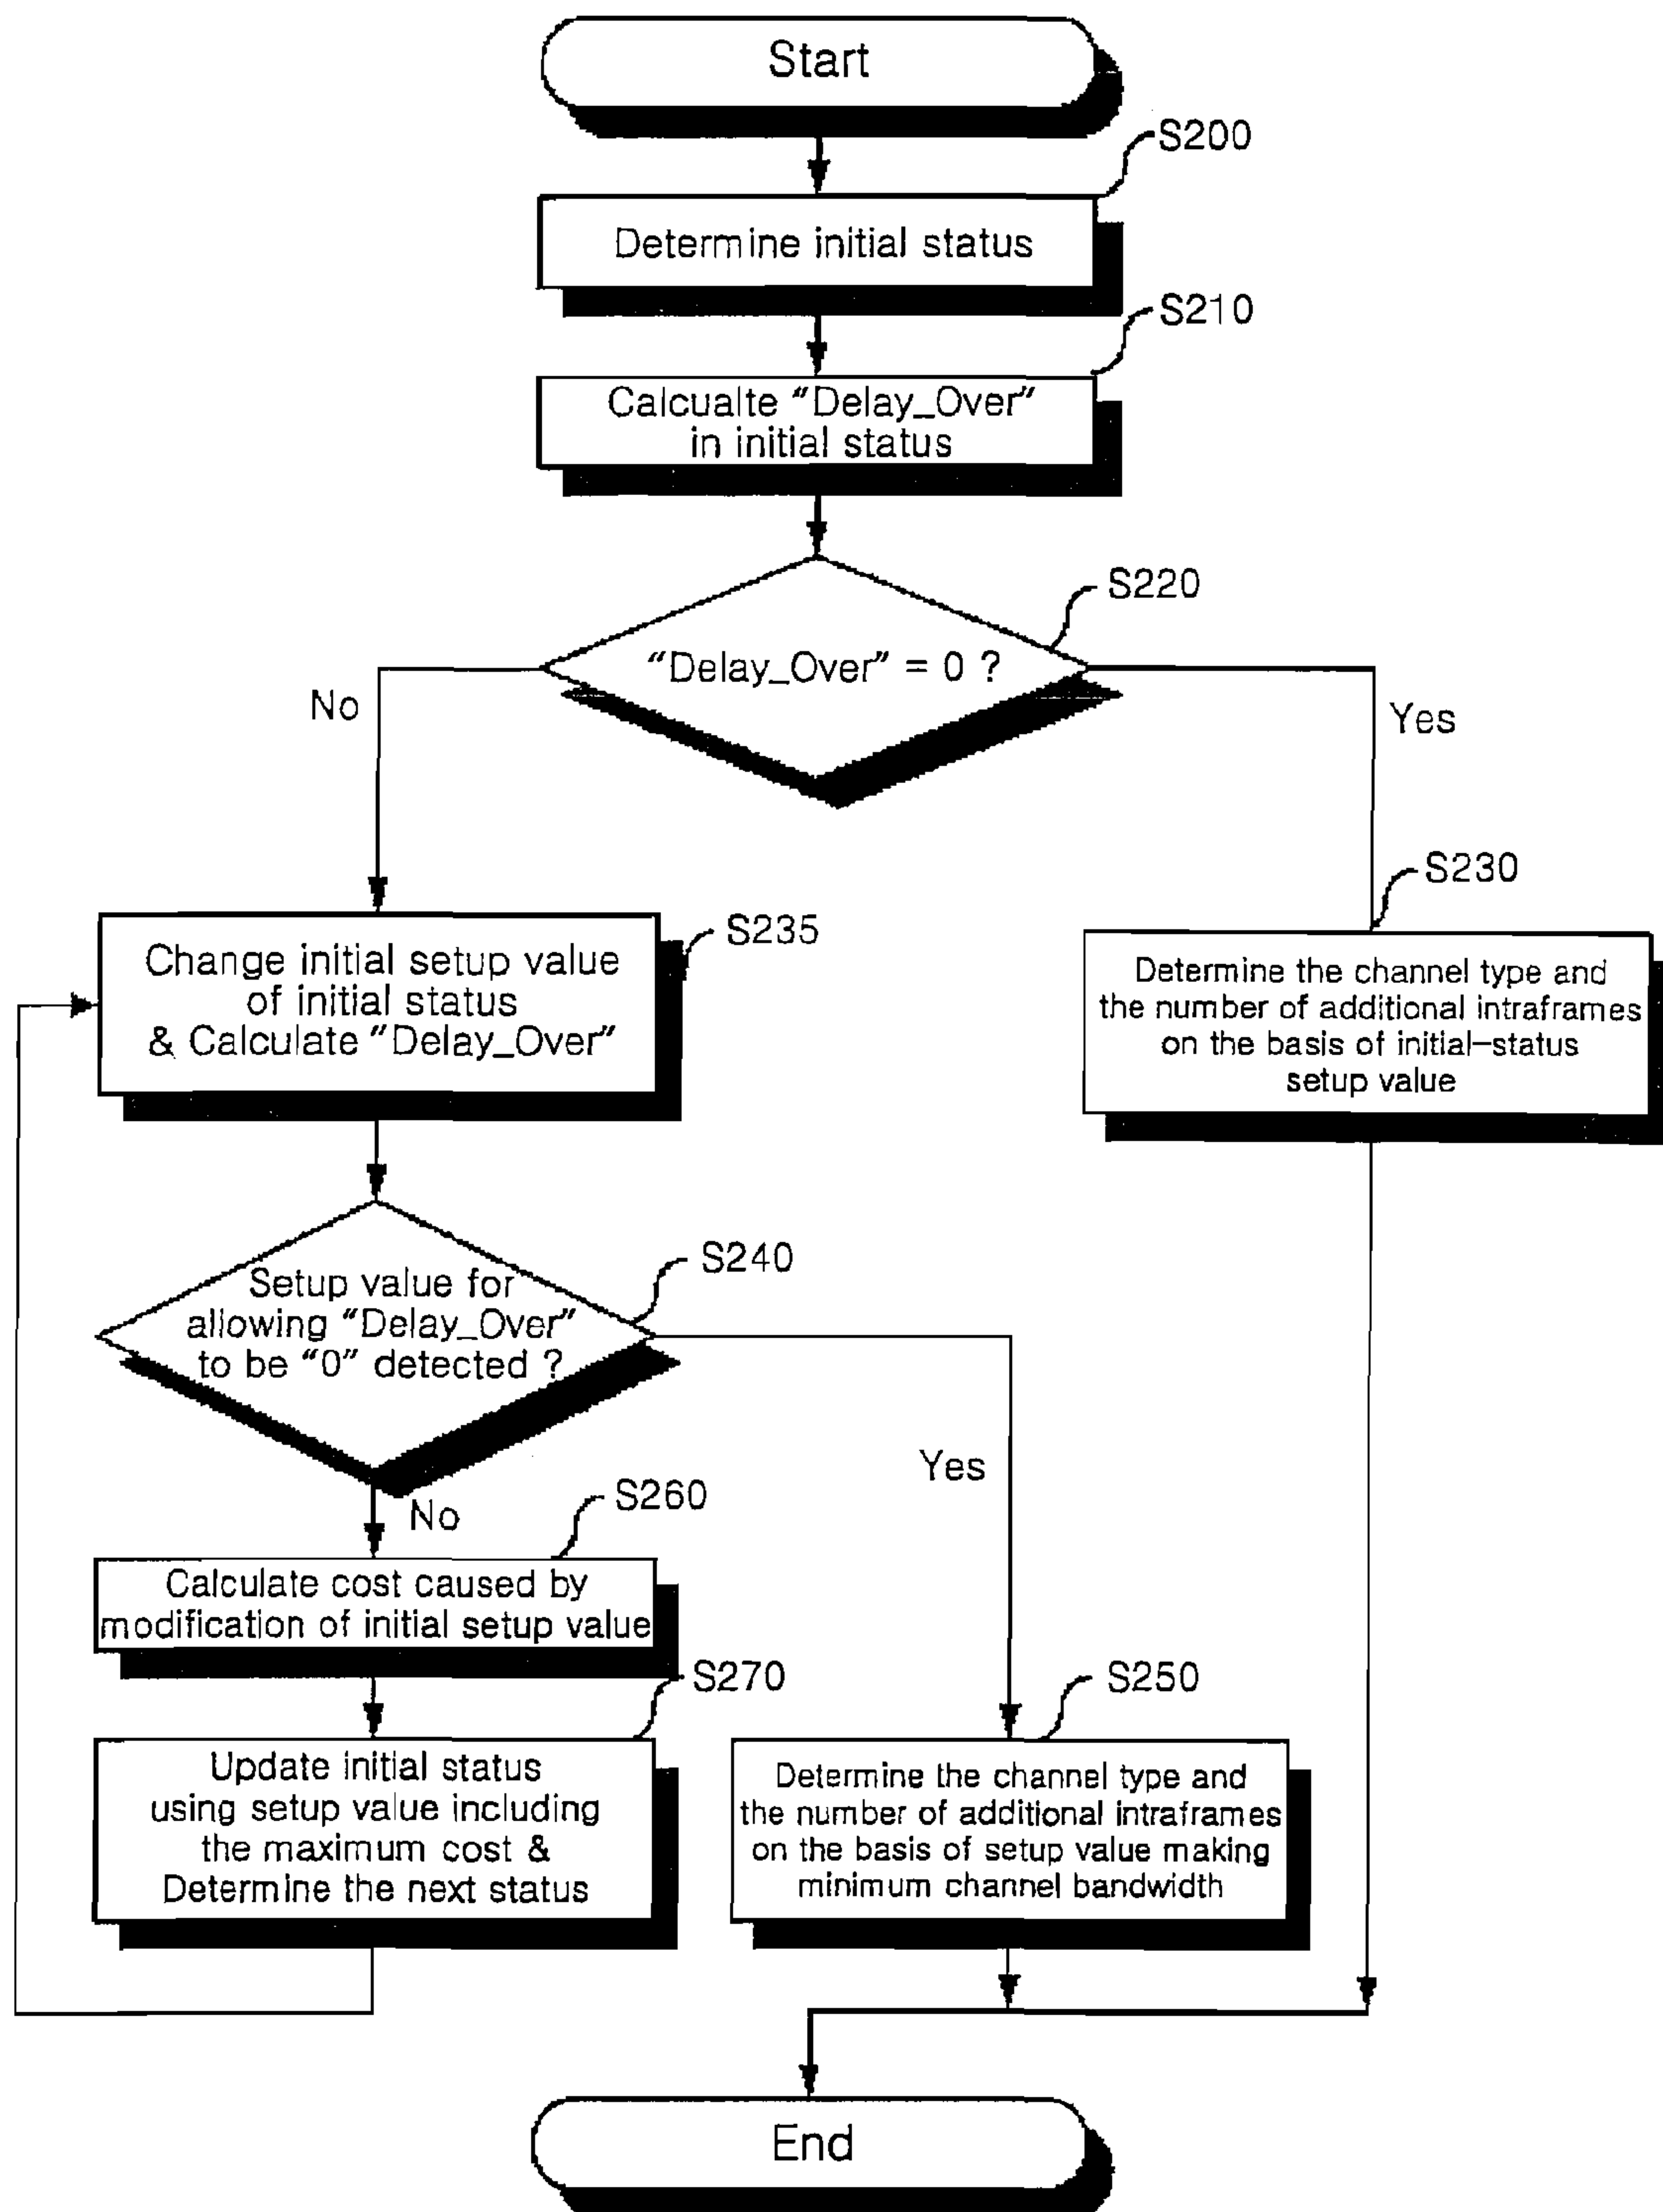 Start
S200
Determine initial status
S210
Calcualte “Delay_Over”
in initial status
S220
“Delay_Over” = 0 ?
No
Yes
S230
S235
Change initial setup value
of initial status
& Calculate “Delay_Over”
Determine the channel type and
the number of additional intraframes
on the basis of initial-status
setup value
S240
Setup value for
allowing “Delay_Over”
to be “0” detected ?
Yes
No
S260
Calculate cost caused by
modification of initial setup value
S270
S250
Update initial status
using setup value including
the maximum cost &
Determine the next status
Determine the channel type and
the number of additional intraframes
on the basis of setup value making
minimum channel bandwidth
End